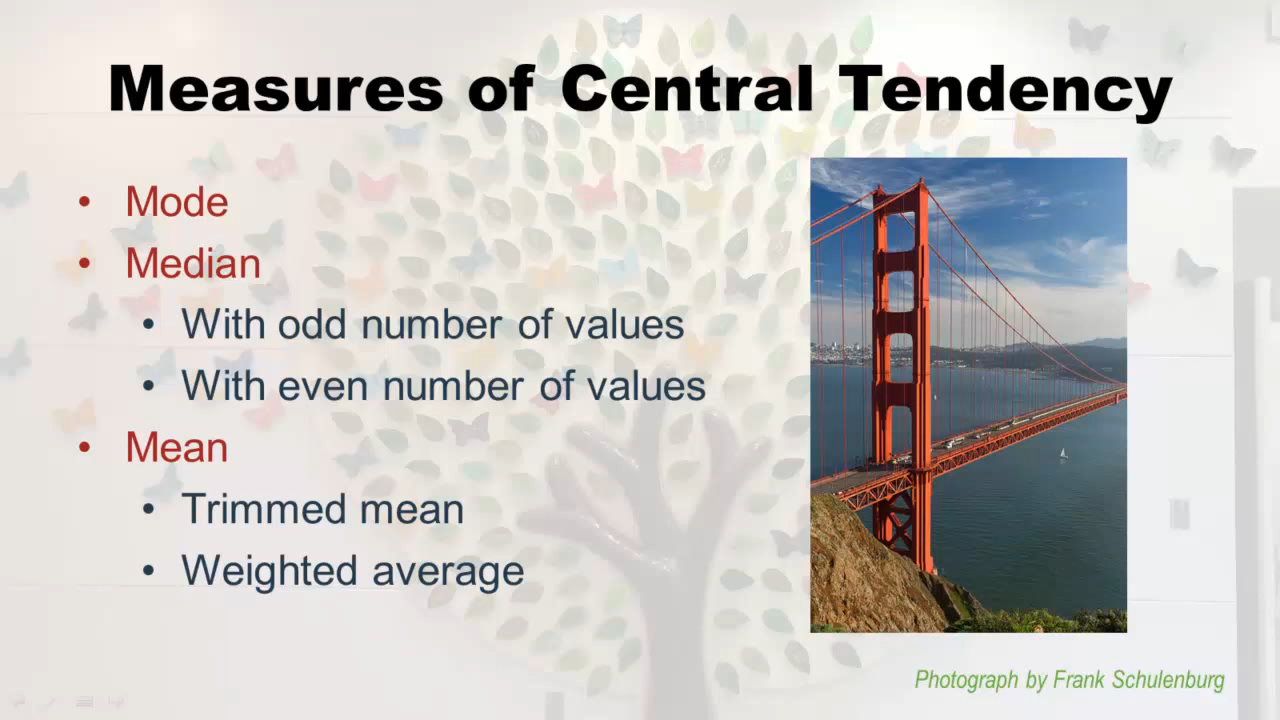 Measures of Central Tendency
• Mode
• Median
• With odd number of values
• With even number of values
• Mean
• Trimmed mean
• Weighted average
Photograph by Frank Schulenburg